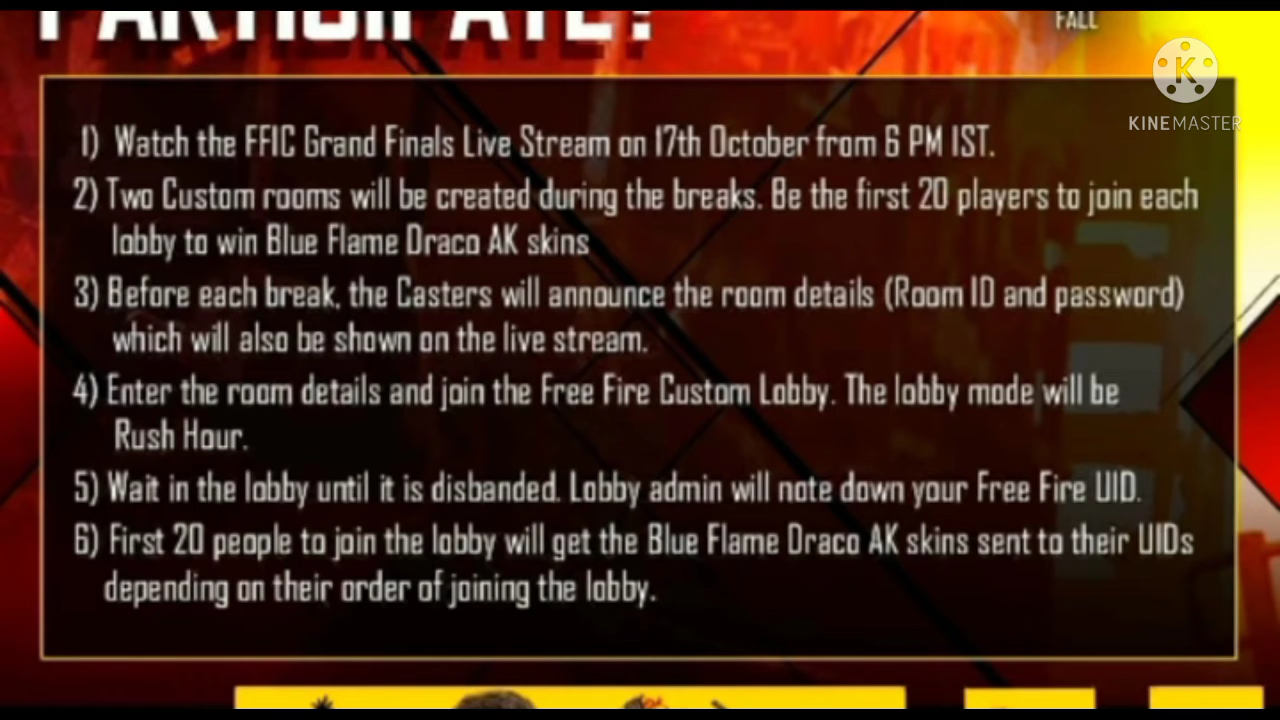 PARTICIPATE?
FALL
K
KINEMASTER
1) Watch the FFIC Grand Finals Live Stream on 17th October from 6 PM IST.
2) Two Custom rooms will be created during the breaks. Be the first 20 players to join each
lobby to win Blue Flame Draco AK skins
3) Before each break, the Casters will announce the room details (Room ID and password)
which will also be shown on the live stream.
4) Enter the room details and join the Free Fire Custom Lobby. The lobby mode will be
Rush Hour.
5) Wait in the lobby until it is disbanded. Lobby admin will note down your Free Fire UID.
6) First 20 people to join the lobby will get the Blue Flame Draco AK skins sent to their UIDs
depending on their order of joining the lobby.